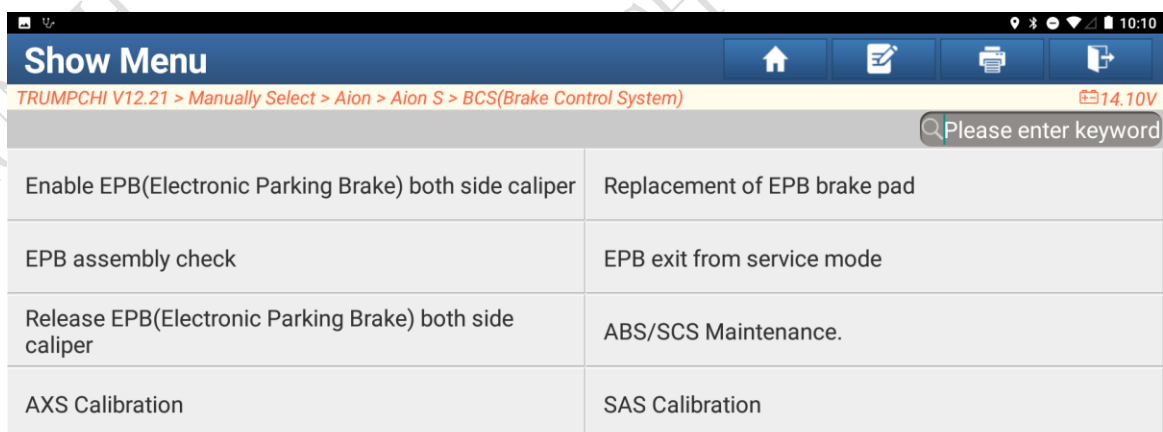 10:10
Show Menu
TRUMPCHI V12.21 > Manually Select > Aion > Aion S > BCS(Brake Control System)
14.10V
Please enter keyword
Enable EPB(Electronic Parking Brake) both side caliper
Replacement of EPB brake pad
EPB assembly check
EPB exit from service mode
Release EPB(Electronic Parking Brake) both side
caliper
ABS/SCS Maintenance.
AXS Calibration
SAS Calibration